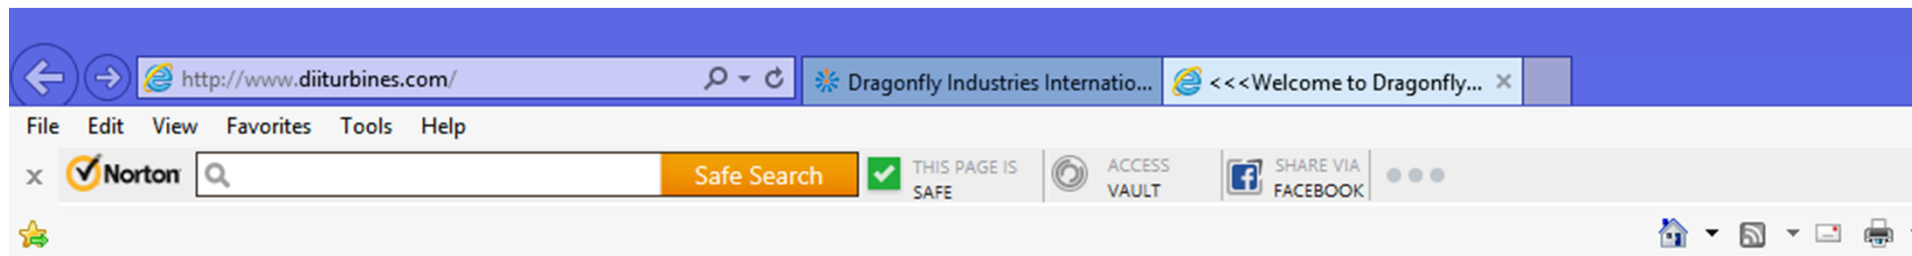 http://www.diiturbines.com/
Dragonfly Industries Internatio...
<<<Welcome to Dragonfly...
File Edit View Favorites Tools Help
Norton
Safe Search
THIS PAGE IS
SAFE
ACCESS
VAULT
SHARE VIA
FACEBOOK